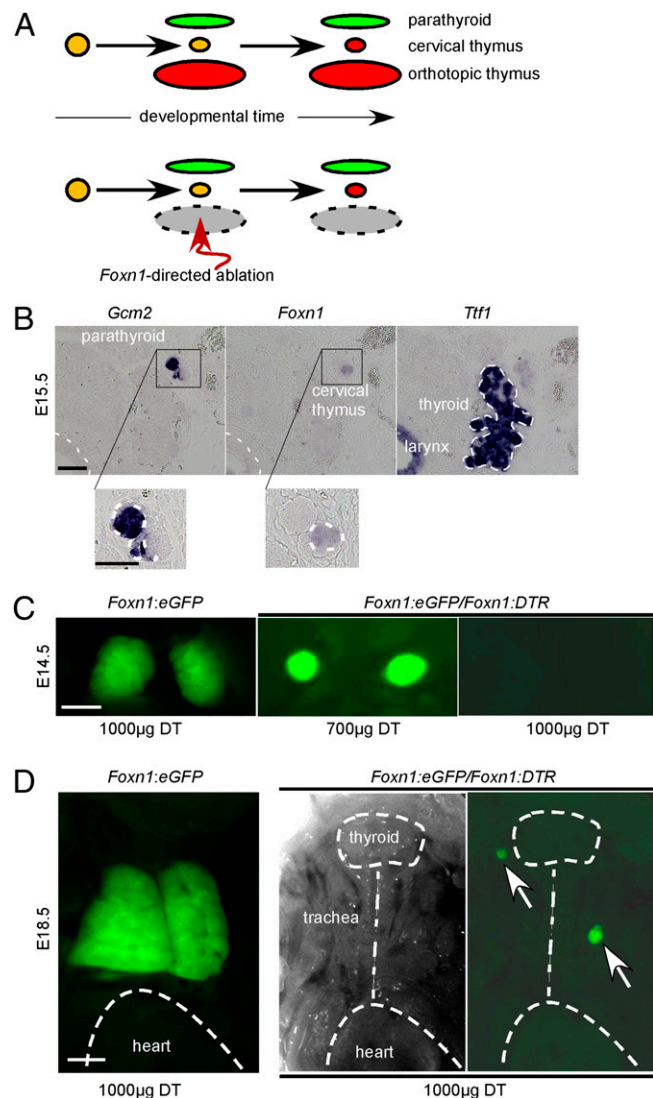 A
parathyroid
cervical thymus
orthotopic thymus
developmental time
Foxn1-directed ablation
B
Gcm2
Foxn1
Ttf1
E15.5
parathyroid
cervical
thymus
thyroid
larynx
C
Foxn1:eGFP
Foxn1:eGFP/Foxn1:DTR
E14.5
1000µg DT
700µg DT
1000µg DT
D
Foxn1:eGFP
Foxn1:eGFP/Foxn1:DTR
E18.5
thyroid
trachea
heart
heart
1000µg DT
1000µg DT